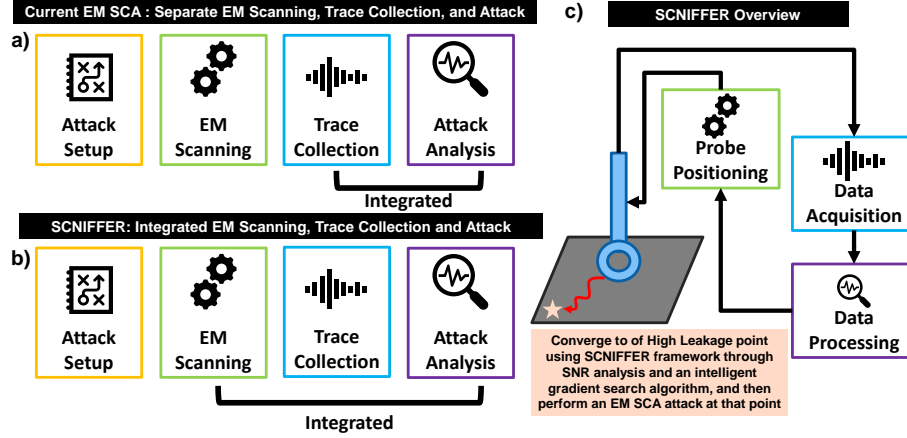 Current EM SCA : Separate EM Scanning, Trace Collection, and Attack
a)
Attack
Setup
EM
Scanning
Trace
Collection
Attack
Analysis
Integrated
SCNIFFER: Integrated EM Scanning, Trace Collection and Attack
b)
Attack
Setup
EM
Scanning
Trace
Collection
Attack
Analysis
Integrated
c)
SCNIFFER Overview
Probe
Positioning
Data
Acquisition
Data
Processing
Converge to of High Leakage point
using SCNIFFER framework through
SNR analysis and an intelligent
gradient search algorithm, and then
perform an EM SCA attack at that point